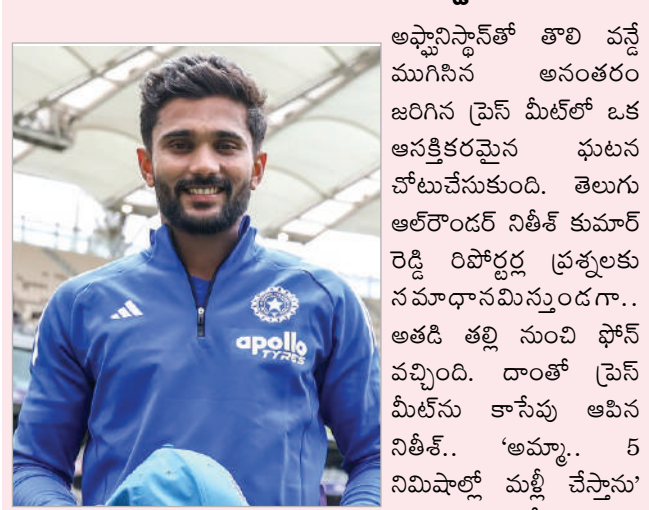 అఫ్ఘానిస్థాన్‌తో తొలి వన్డే
ముగిసిన అనంతరం
జరిగిన ప్రెస్ మీట్‌లో ఒక
ఆసక్తికరమైన ఘటన
చోటుచేసుకుంది. తెలుగు
ఆల్‌రౌండర్ నితీశ్ కుమార్
రెడ్డి రిపోర్టర్ల ప్రశ్నలకు
సమాధానమిస్తుండగా..
అతడి తల్లి నుంచి ఫోన్
వచ్చింది. దాంతో ప్రెస్
మీట్‌ను కాసేపు ఆపిన
నితీశ్.. ‘అమ్మా.. 5
నిమిషాల్లో మళ్లీ చేస్తాను’
apollo
TYRES